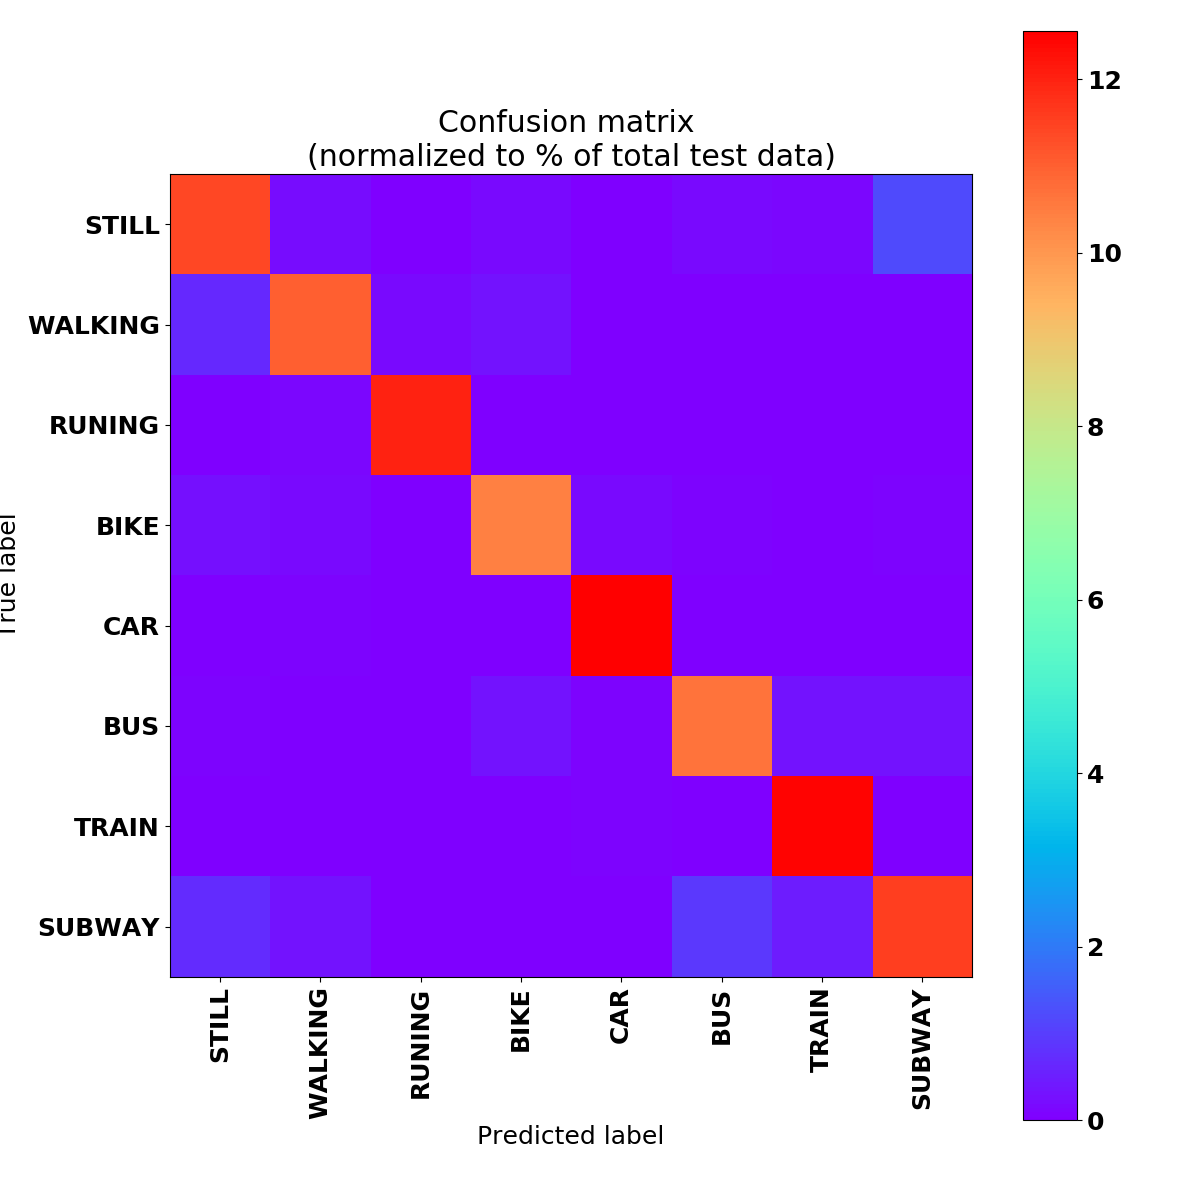 Confusion matrix
(normalized to % of total test data)
STILL
WALKING
RUNING
BIKE
CAR
BUS
TRAIN
SUBWAY
True label
STILL
WALKING
RUNING
BIKE
CAR
BUS
TRAIN
SUBWAY
Predicted label
12
10
8
6
4
2
0